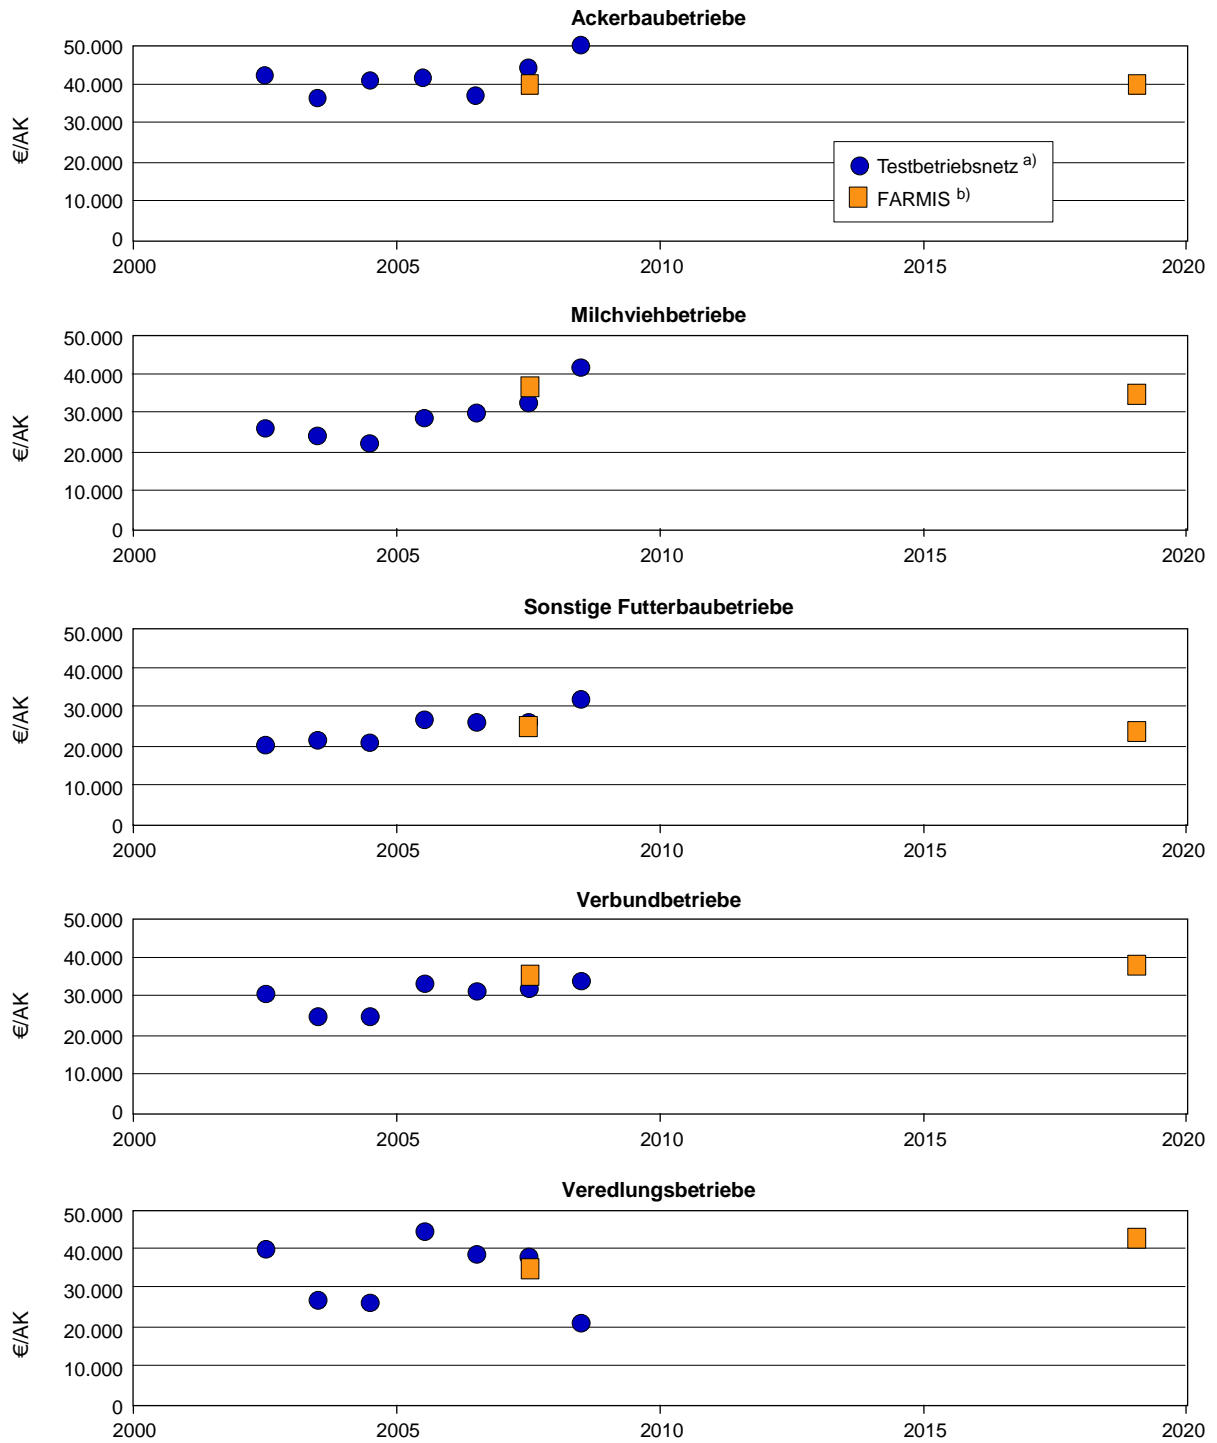 Ackerbaubetriebe
€/AK
50.000
40.000
30.000
20.000
10.000
0
Testbetriebsnetz a)
FARMIS b)
2000 2005 2010 2015 2020
Milchviehbetriebe
€/AK
50.000
40.000
30.000
20.000
10.000
0
2000 2005 2010 2015 2020
Sonstige Futterbaubetriebe
€/AK
50.000
40.000
30.000
20.000
10.000
0
2000 2005 2010 2015 2020
Verbundbetriebe
€/AK
50.000
40.000
30.000
20.000
10.000
0
2000 2005 2010 2015 2020
Veredlungsbetriebe
€/AK
50.000
40.000
30.000
20.000
10.000
0
2000 2005 2010 2015 2020